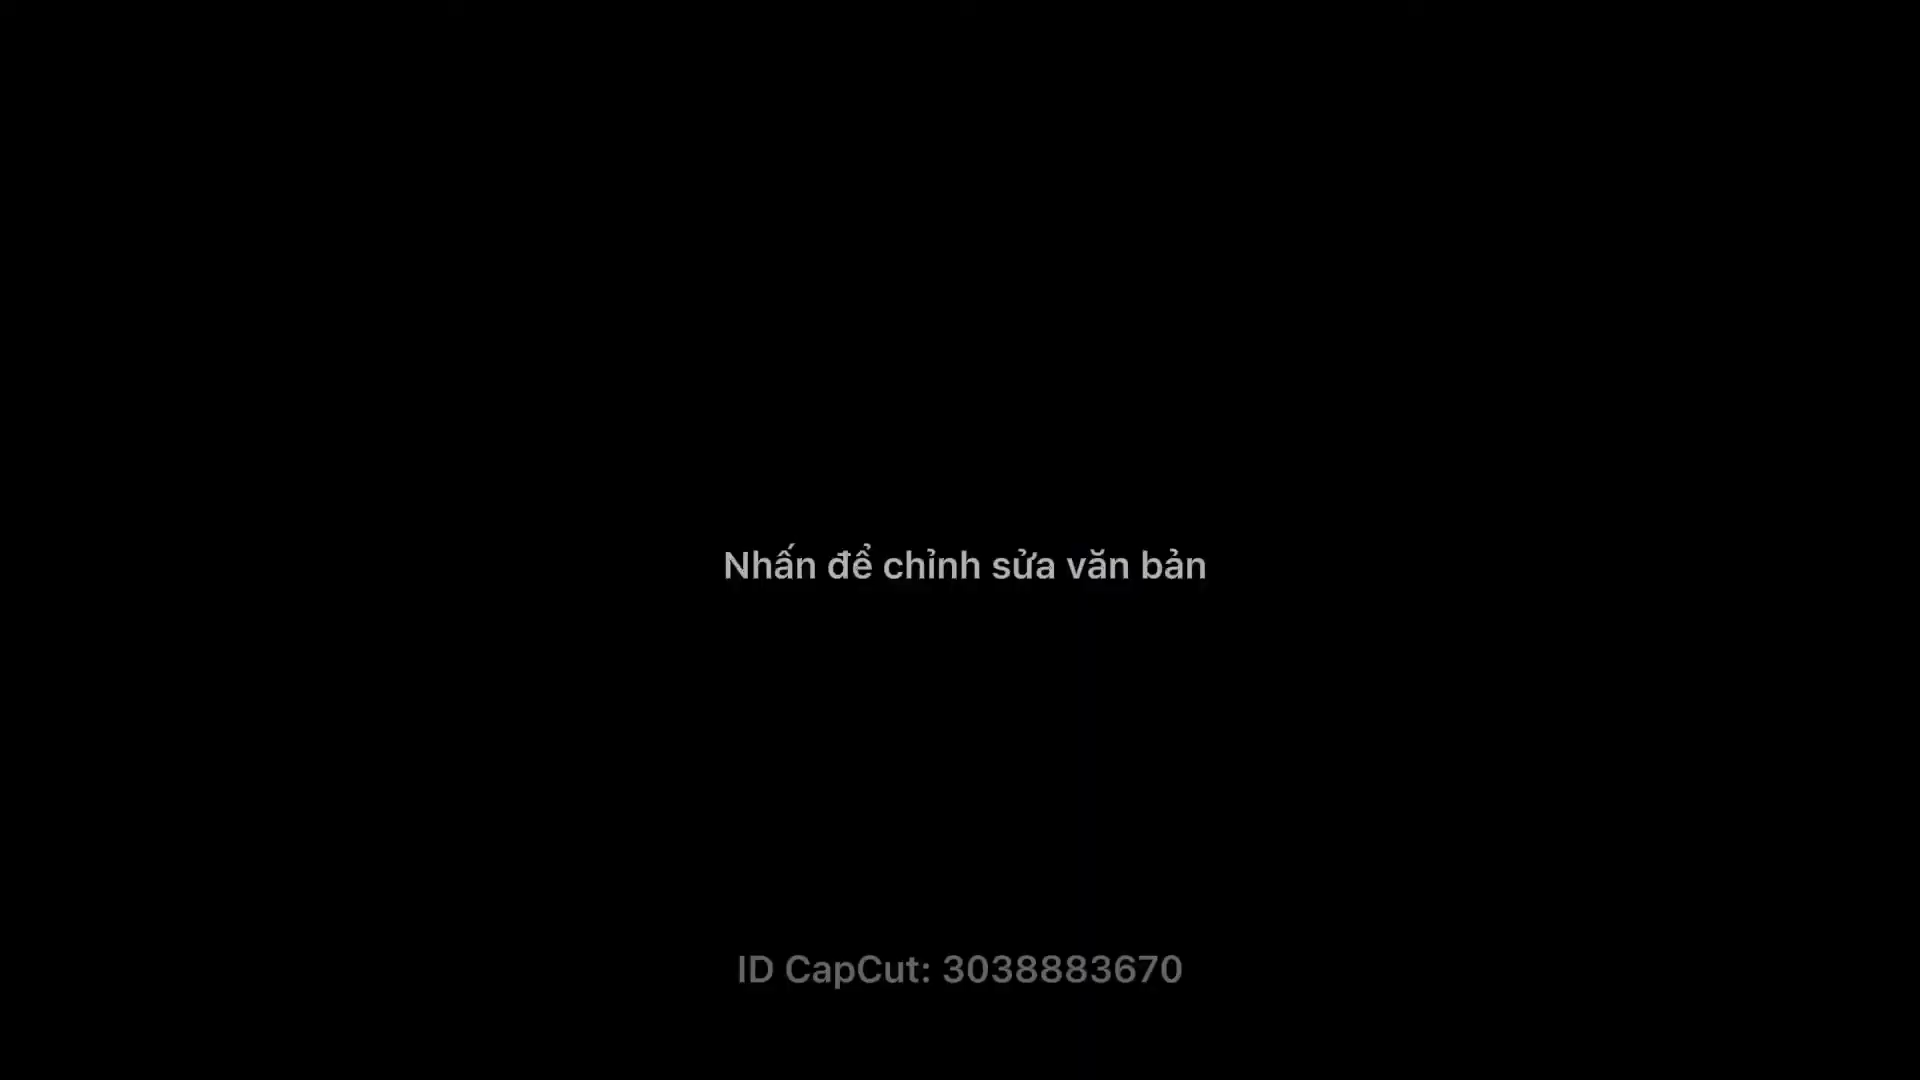 Nhấn để chỉnh sửa văn bản
ID CapCut: 3038883670